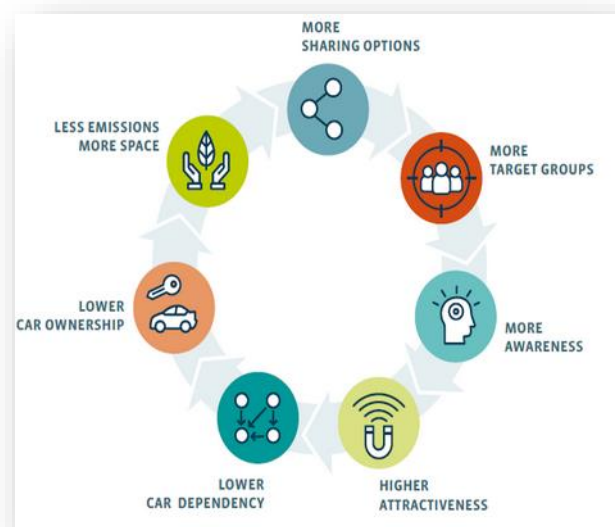 MORE
SHARING OPTIONS
MORE
TARGET GROUPS
MORE
AWARENESS
HIGHER
ATTRACTIVENESS
LOWER
CAR DEPENDENCY
LOWER
CAR OWNERSHIP
LESS EMISSIONS
MORE SPACE